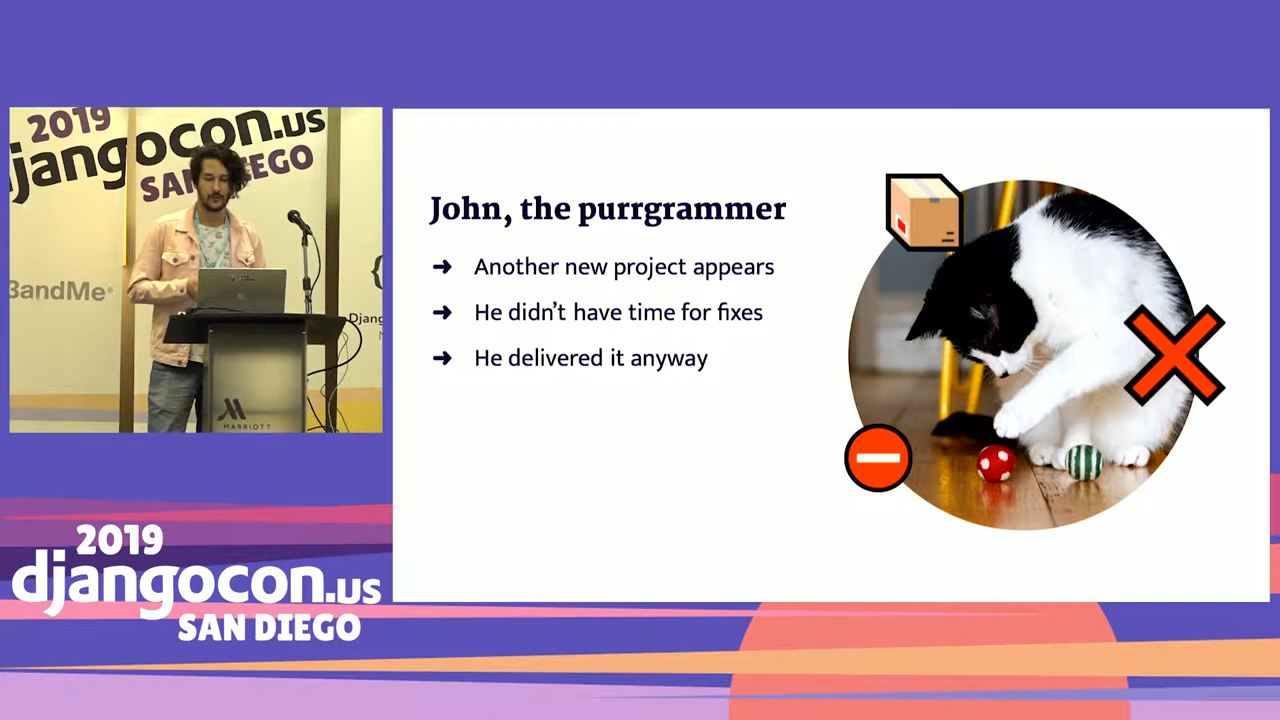 2019
djangocon.us
SAN DIEGO
3andMe
MARRIOTT
John, the purrgrammer
➜ Another new project appears
➜ He didn’t have time for fixes
➜ He delivered it anyway
2019
djangocon.us
SAN DIEGO